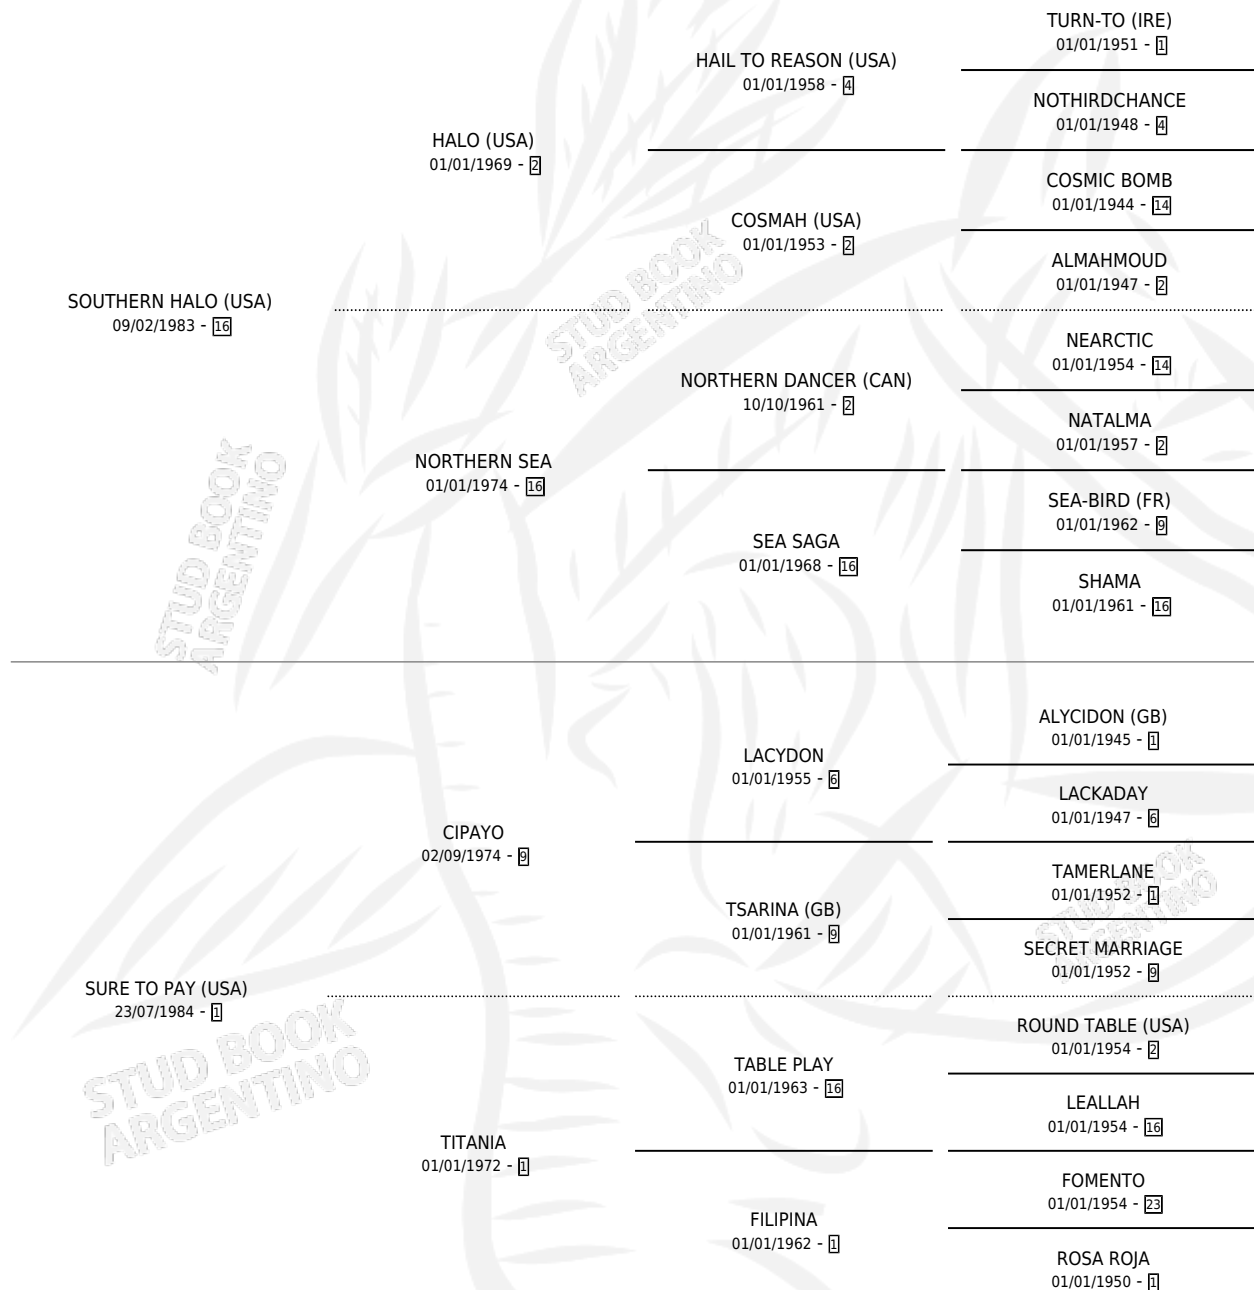 TURN-TO (IRE)
01/01/1951 - 1
HAIL TO REASON (USA)
01/01/1958 - 4
NOTHIRDCHANCE
01/01/1948 - 4
HALO (USA)
01/01/1969 - 2
COSMIC BOMB
01/01/1944 - 14
COSMAH (USA)
01/01/1953 - 2
ALMAHMOUD
01/01/1947 - 2
SOUTHERN HALO (USA)
09/02/1983 - 16
STUD BOOK
ARGENTINO
NEARCTIC
01/01/1954 - 14
NORTHERN DANCER (CAN)
10/10/1961 - 2
NATALMA
01/01/1957 - 2
NORTHERN SEA
01/01/1974 - 16
SEA-BIRD (FR)
01/01/1962 - 9
SEA SAGA
01/01/1968 - 16
SHAMA
01/01/1961 - 16
STUD BOOK
ARGENTINO
ALYCIDON (GB)
01/01/1945 - 1
LACYDON
01/01/1955 - 6
LACKADAY
01/01/1947 - 6
CIPAYO
02/09/1974 - 9
TAMERLANE
01/01/1952 - 1
TSARINA (GB)
01/01/1961 - 9
SECRET MARRIAGE
01/01/1952 - 9
STUD BOOK
ARGENTINO
SURE TO PAY (USA)
23/07/1984 - 1
ROUND TABLE (USA)
01/01/1954 - 2
TABLE PLAY
01/01/1963 - 16
LEALLAH
01/01/1954 - 16
STUD BOOK
ARGENTINO
TITANIA
01/01/1972 - 1
FOMENTO
01/01/1954 - 23
FILIPINA
01/01/1962 - 1
ROSA ROJA
01/01/1950 - 1